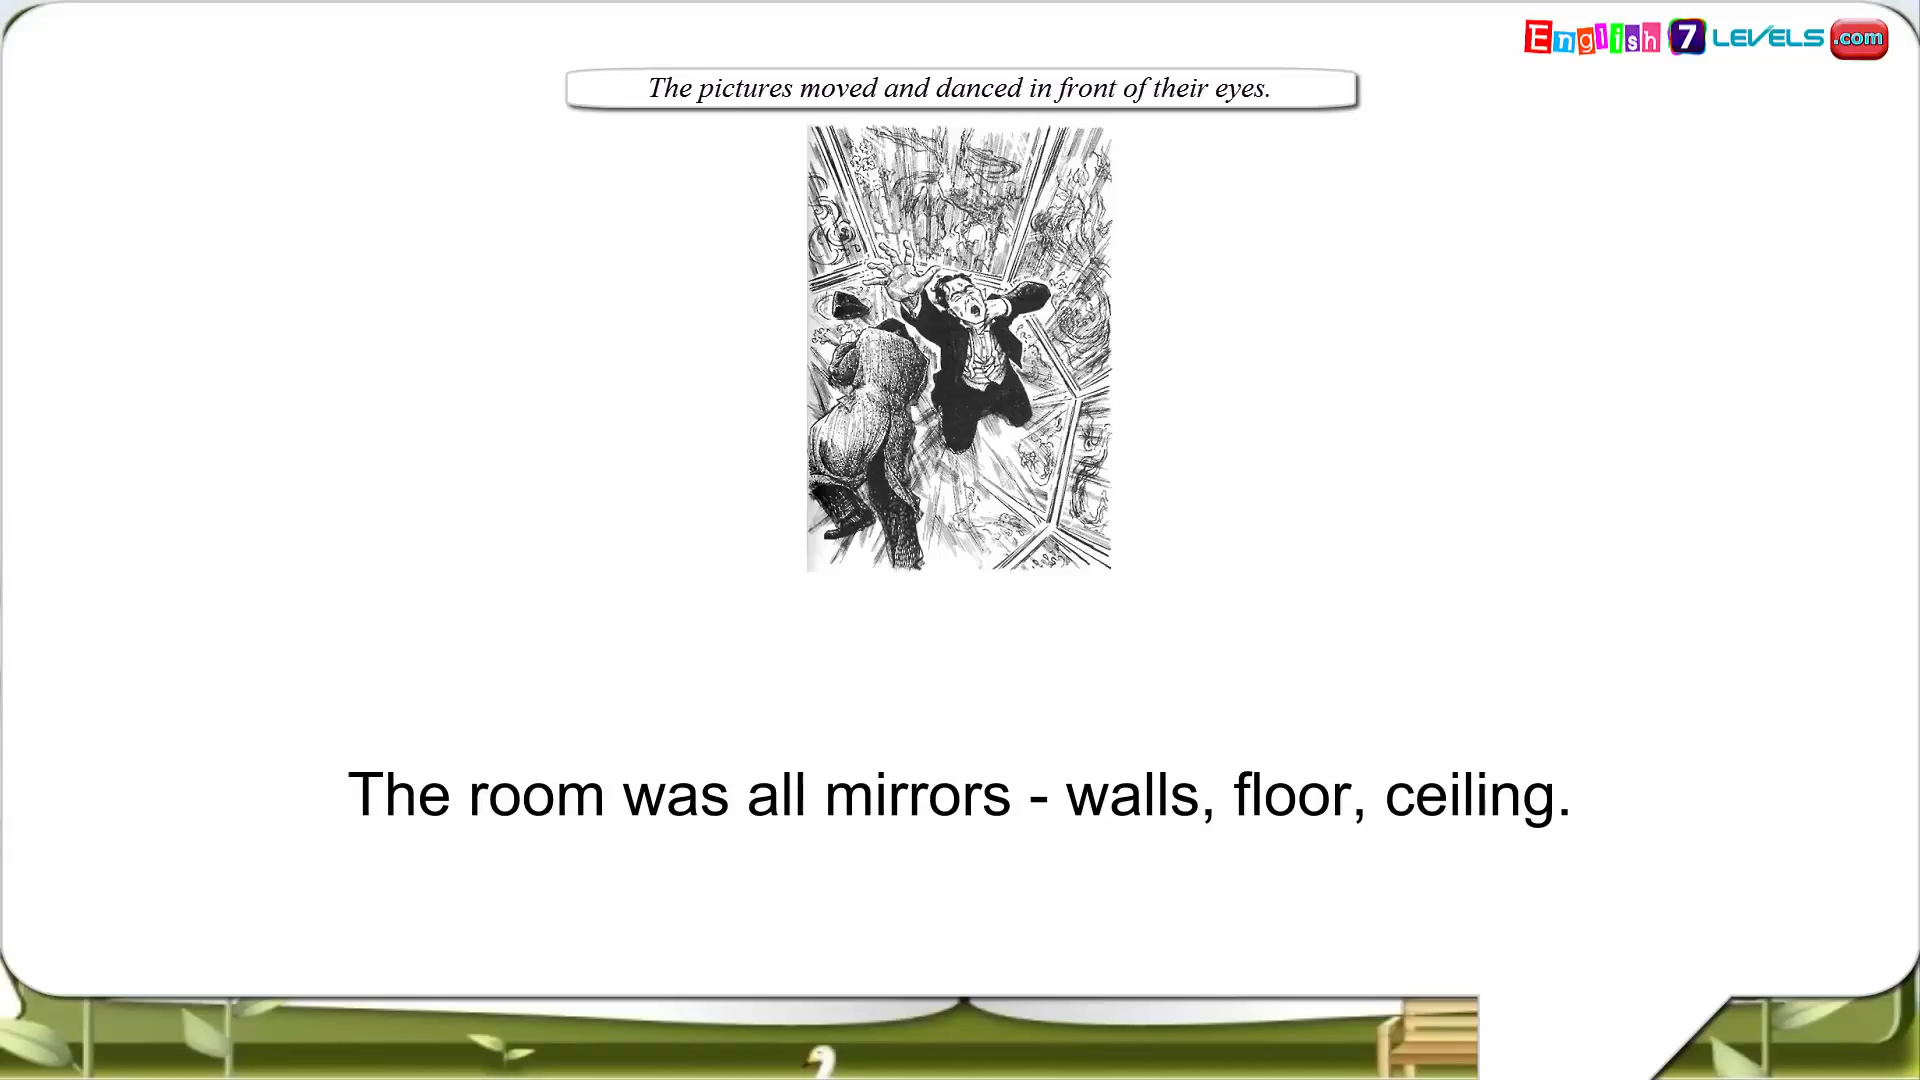 English 7 LEVELS .com
The pictures moved and danced in front of their eyes.
The room was all mirrors - walls, floor, ceiling.